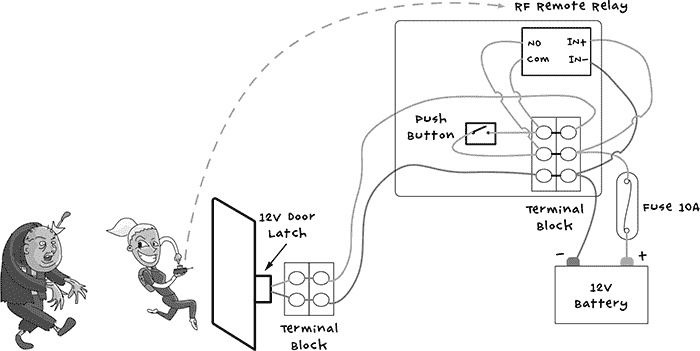 RF Remote Relay
NO IN+
COM IN-
Push
Button
12V Door
Latch
Terminal
Block
Fuse 10A
Terminal
Block
- +
12V
Battery